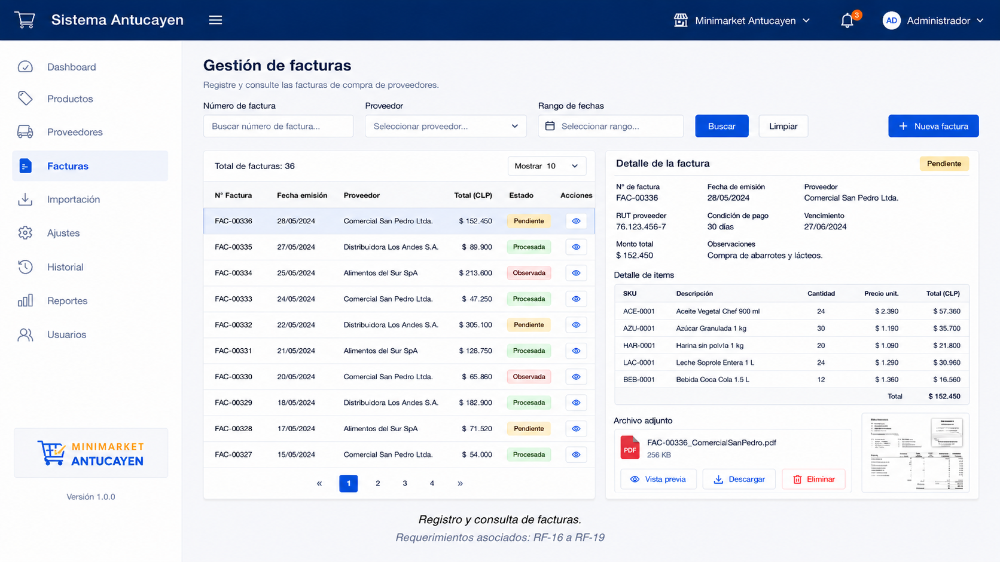 Sistema Antucayen
Minimarket Antucayen
3
AD Administrador
Dashboard
Productos
Proveedores
Facturas
Importación
Ajustes
Historial
Reportes
Usuarios
MINIMARKET
ANTUCAYEN
Versión 1.0.0
Gestión de facturas
Registre y consulte las facturas de compra de proveedores.
Número de factura Proveedor Rango de fechas
Buscar número de factura... Seleccionar proveedor... Seleccionar rango... Buscar Limpiar + Nueva factura
Total de facturas: 36 Mostrar 10
N° Factura Fecha emisión Proveedor Total (CLP) Estado Acciones
FAC-00336 28/05/2024 Comercial San Pedro Ltda. $ 152.450 Pendiente
FAC-00335 27/05/2024 Distribuidora Los Andes S.A. $ 89.900 Procesada
FAC-00334 25/05/2024 Alimentos del Sur SpA $ 213.600 Observada
FAC-00333 24/05/2024 Comercial San Pedro Ltda. $ 47.250 Procesada
FAC-00332 22/05/2024 Distribuidora Los Andes S.A. $ 305.100 Pendiente
FAC-00331 21/05/2024 Alimentos del Sur SpA $ 128.750 Procesada
FAC-00330 20/05/2024 Comercial San Pedro Ltda. $ 65.860 Observada
FAC-00329 18/05/2024 Distribuidora Los Andes S.A. $ 182.900 Procesada
FAC-00328 17/05/2024 Alimentos del Sur SpA $ 71.520 Pendiente
FAC-00327 15/05/2024 Comercial San Pedro Ltda. $ 54.000 Procesada
« 1 2 3 4 »
Detalle de la factura Pendiente
N° de factura Fecha de emisión Proveedor
FAC-00336 28/05/2024 Comercial San Pedro Ltda.
RUT proveedor Condición de pago Vencimiento
76.123.456-7 30 días 27/06/2024
Monto total Observaciones
$ 152.450 Compra de abarrotes y lácteos.
Detalle de items
SKU Descripción Cantidad Precio unit. Total (CLP)
ACE-0001 Aceite Vegetal Chef 900 ml 24 $ 2.390 $ 57.360
AZU-0001 Azúcar Granulada 1 kg 30 $ 1.190 $ 35.700
HAR-0001 Harina sin polvla 1 kg 20 $ 1.090 $ 21.800
LAC-0001 Leche Soprole Entera 1 L 24 $ 1.290 $ 30.960
BEB-0001 Bebida Coca Cola 1.5 L 12 $ 1.360 $ 16.560
Total $ 152.450
Archivo adjunto
PDF FAC-00336_ComercialSanPedro.pdf
256 KB
Vista previa Descargar Eliminar
Registro y consulta de facturas.
Requerimientos asociados: RF-16 a RF-19